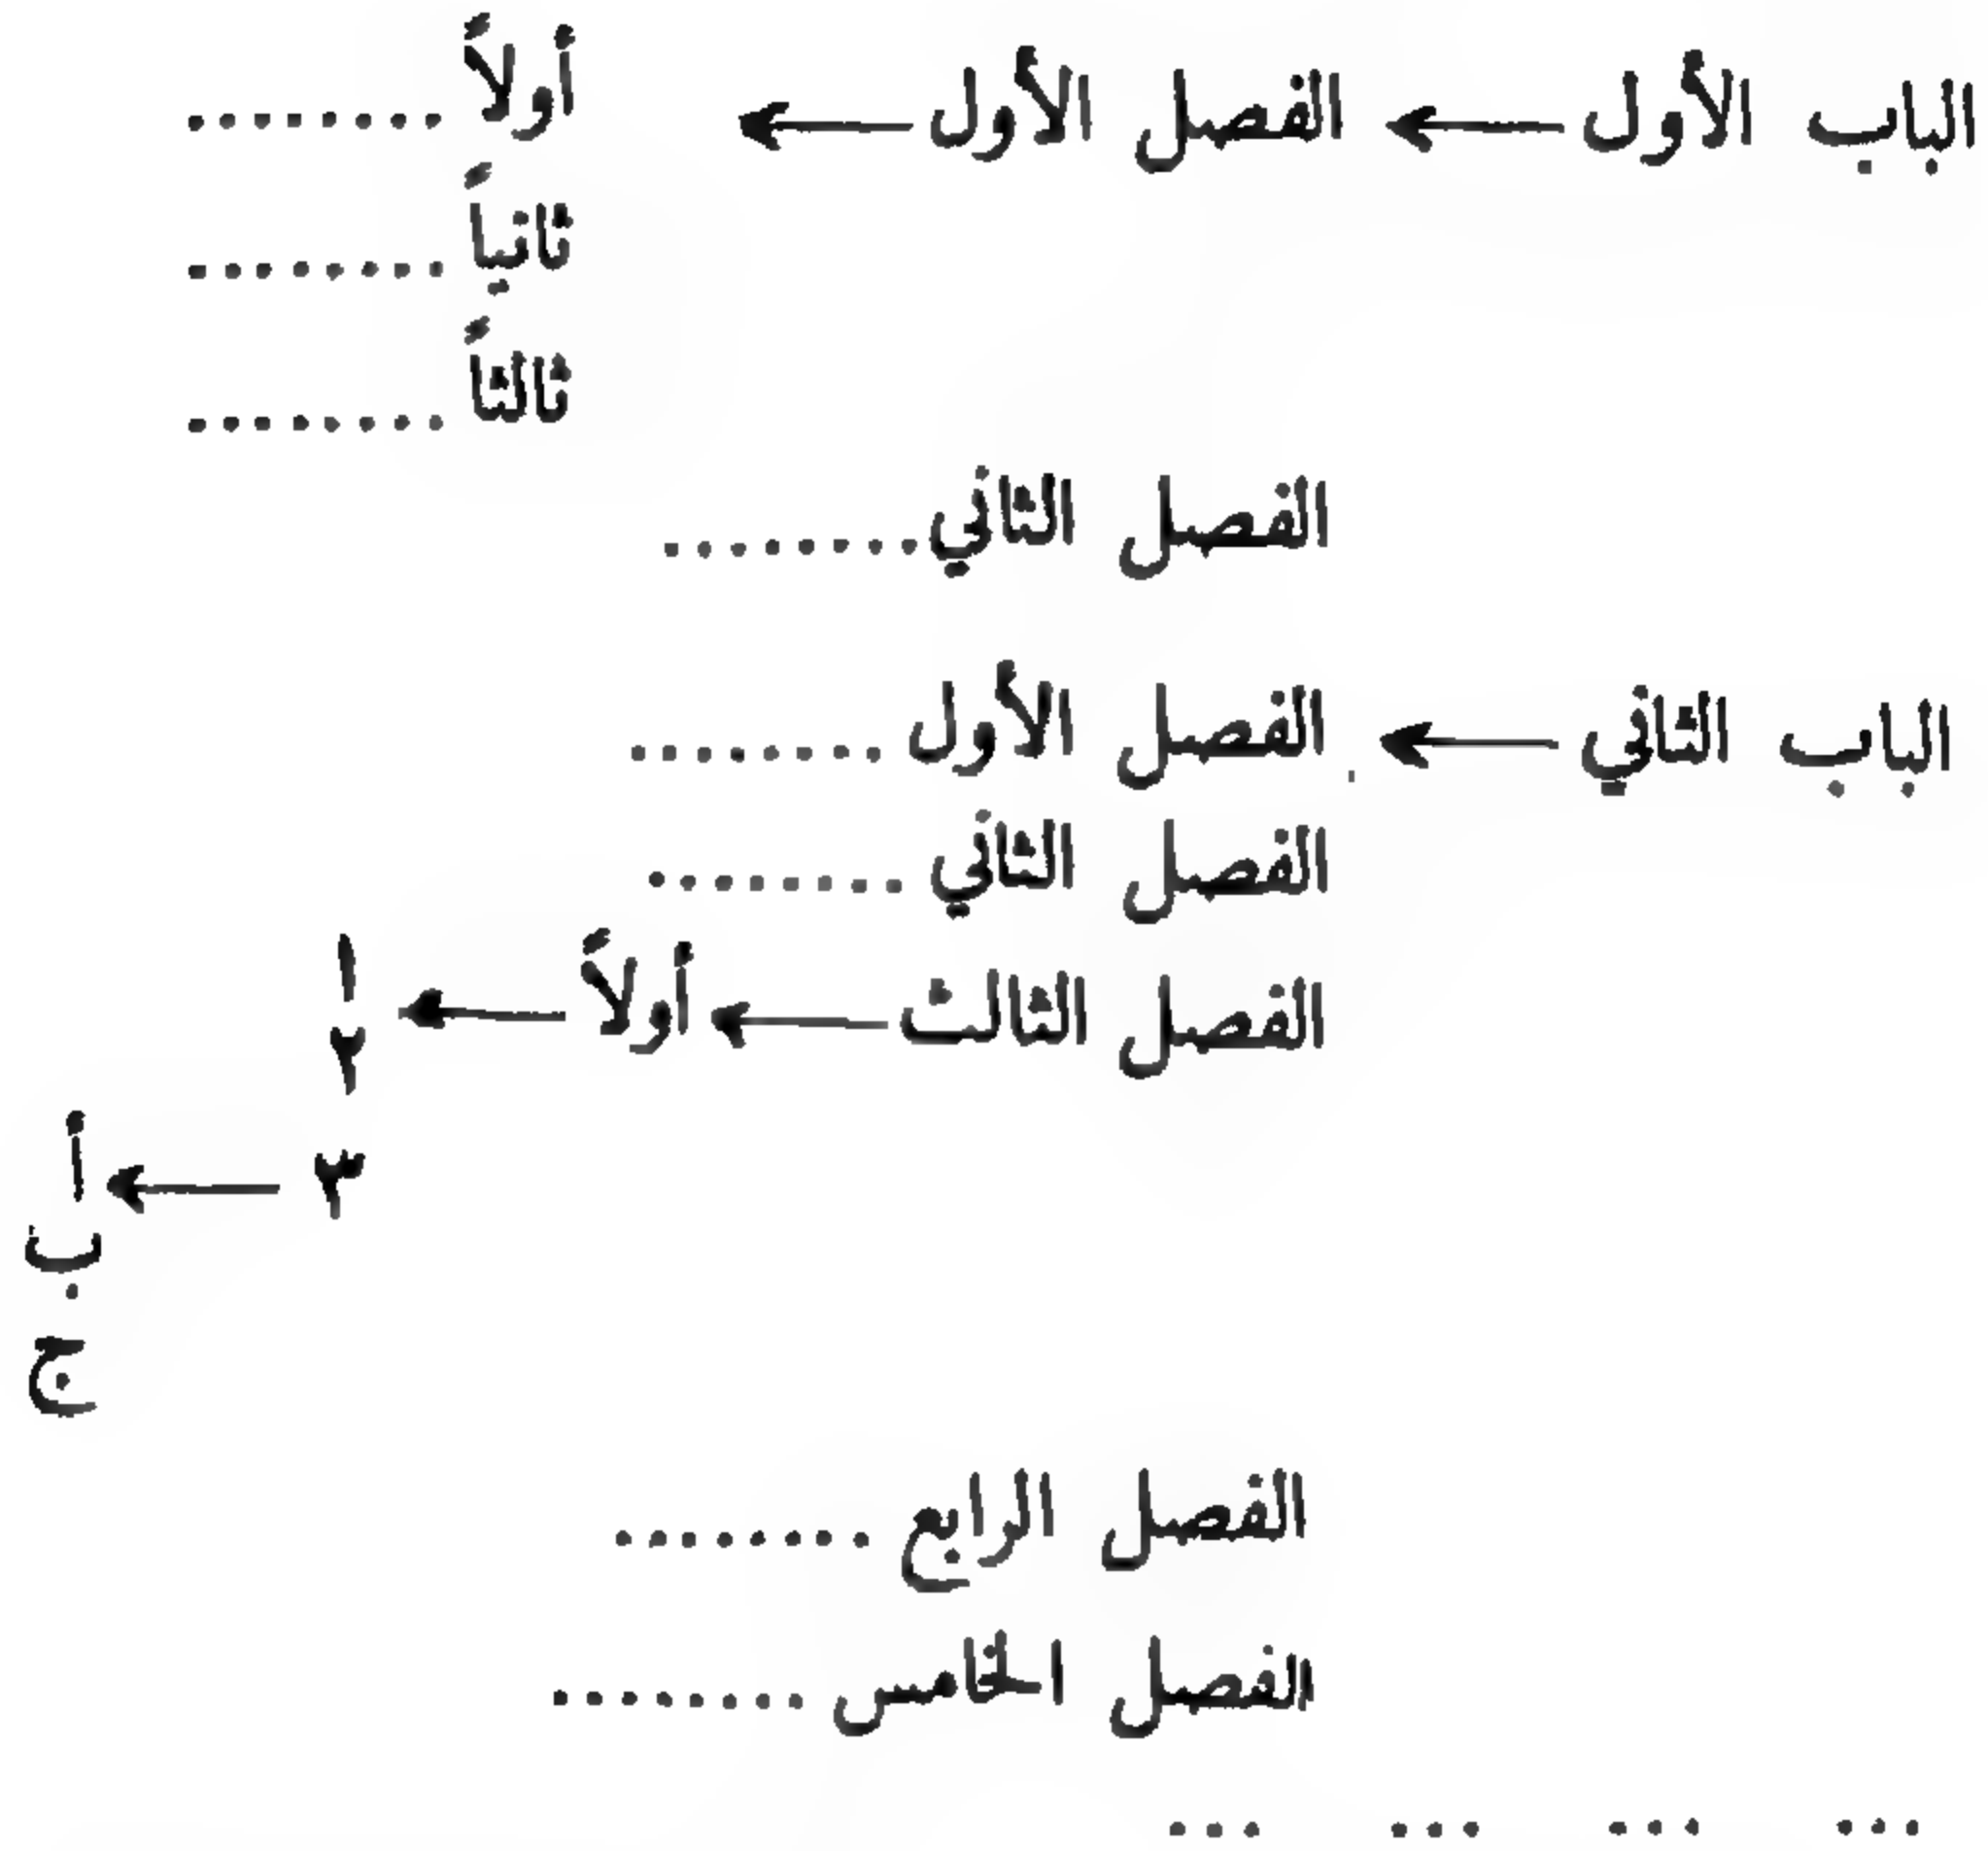 الباب الأول ← الفصل الأول ← أولاً ........
ثانياً ........
ثالثاً ........
الفصل الثاني ........
الباب الثاني ← الفصل الأول ........
الفصل الثاني ........
الفصل الثالث ← أولاً ← ١
٢
٣ ← أ
ب
ج
الفصل الرابع ........
الفصل الخامس ........
... ... ... ...